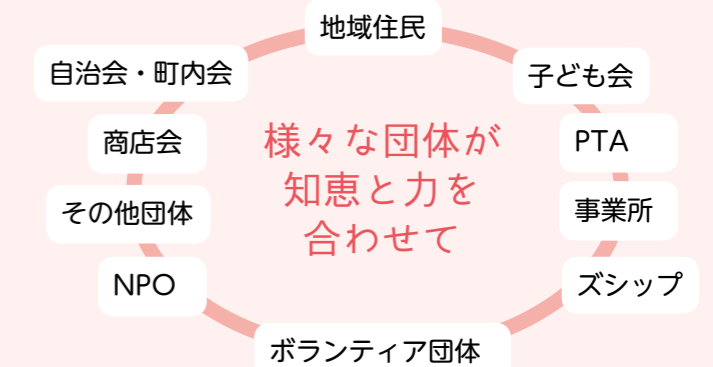 地域住民
自治会・町内会
子ども会
商店会
様々な団体が
PTA
知恵と力を
その他団体
事業所
合わせて
NPO
ズシップ
ボランティア団体